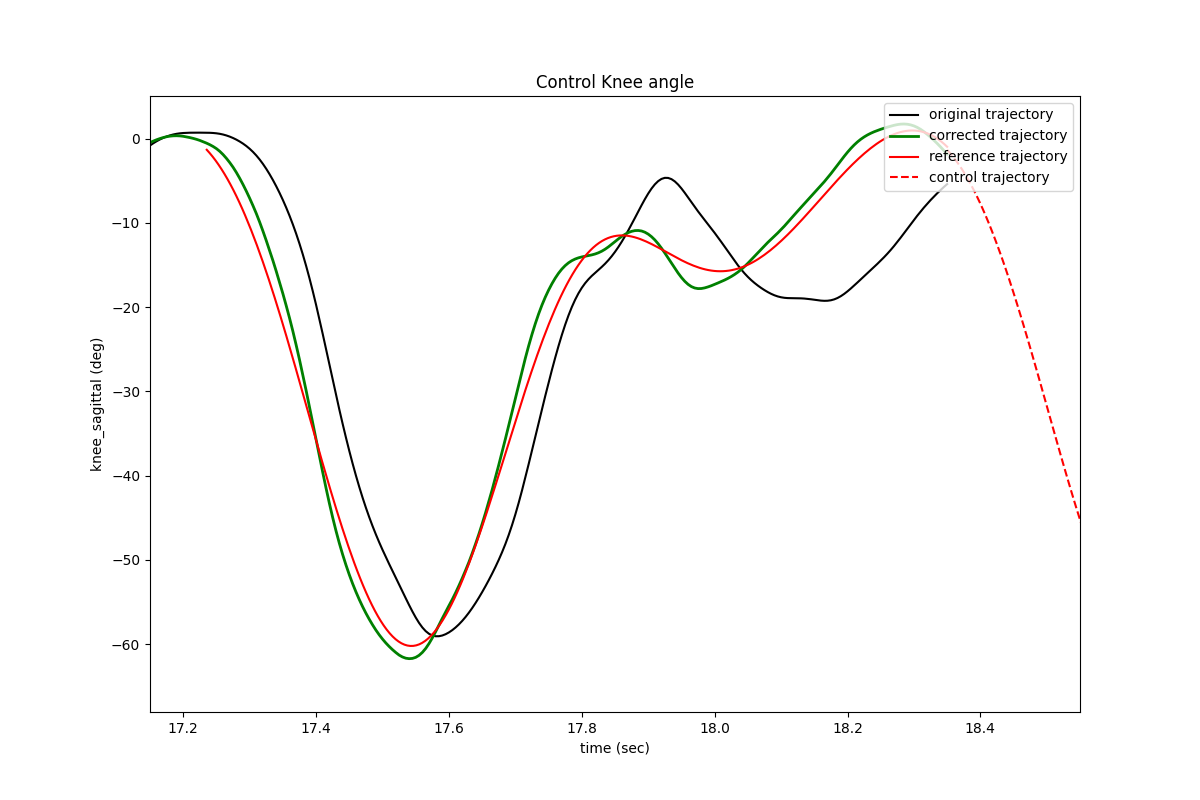 Control Knee angle
original trajectory
corrected trajectory
reference trajectory
control trajectory
knee_sagittal (deg)
0
−10
−20
−30
−40
−50
−60
17.2 17.4 17.6 17.8 18.0 18.2 18.4
time (sec)